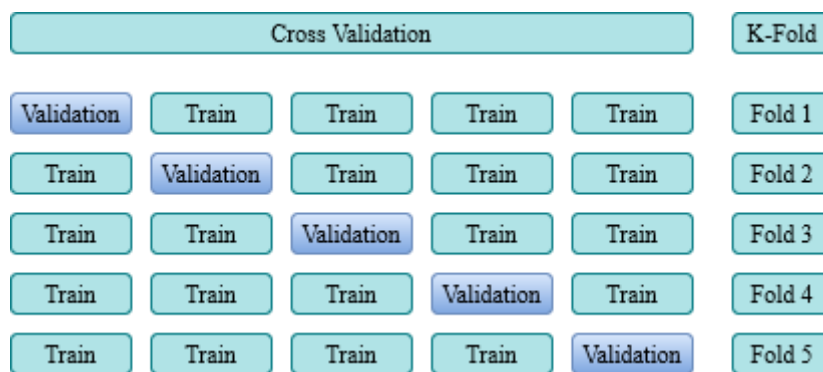 Cross Validation K-Fold
Validation Train Train Train Train Fold 1
Train Validation Train Train Train Fold 2
Train Train Validation Train Train Fold 3
Train Train Train Validation Train Fold 4
Train Train Train Train Validation Fold 5